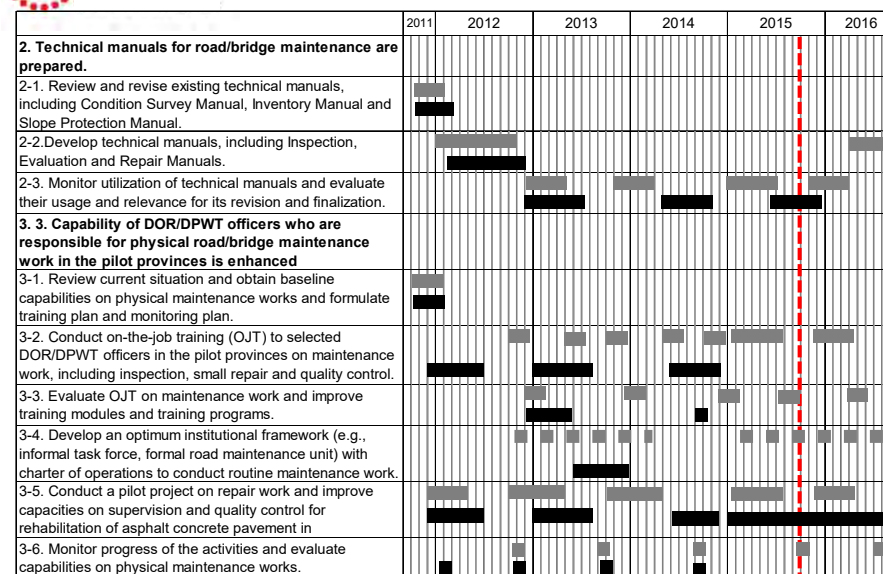 2011 2012 2013 2014 2015 2016
2. Technical manuals for road/bridge maintenance are
prepared.
2-1. Review and revise existing technical manuals,
including Condition Survey Manual, Inventory Manual and
Slope Protection Manual.
2-2.Develop technical manuals, including Inspection,
Evaluation and Repair Manuals.
2-3. Monitor utilization of technical manuals and evaluate
their usage and relevance for its revision and finalization.
3. 3. Capability of DOR/DPWT officers who are
responsible for physical road/bridge maintenance
work in the pilot provinces is enhanced
3-1. Review current situation and obtain baseline
capabilities on physical maintenance works and formulate
training plan and monitoring plan.
3-2. Conduct on-the-job training (OJT) to selected
DOR/DPWT officers in the pilot provinces on maintenance
work, including inspection, small repair and quality control.
3-3. Evaluate OJT on maintenance work and improve
training modules and training programs.
3-4. Develop an optimum institutional framework (e.g.,
informal task force, formal road maintenance unit) with
charter of operations to conduct routine maintenance work.
3-5. Conduct a pilot project on repair work and improve
capacities on supervision and quality control for
rehabilitation of asphalt concrete pavement in
3-6. Monitor progress of the activities and evaluate
capabilities on physical maintenance works.